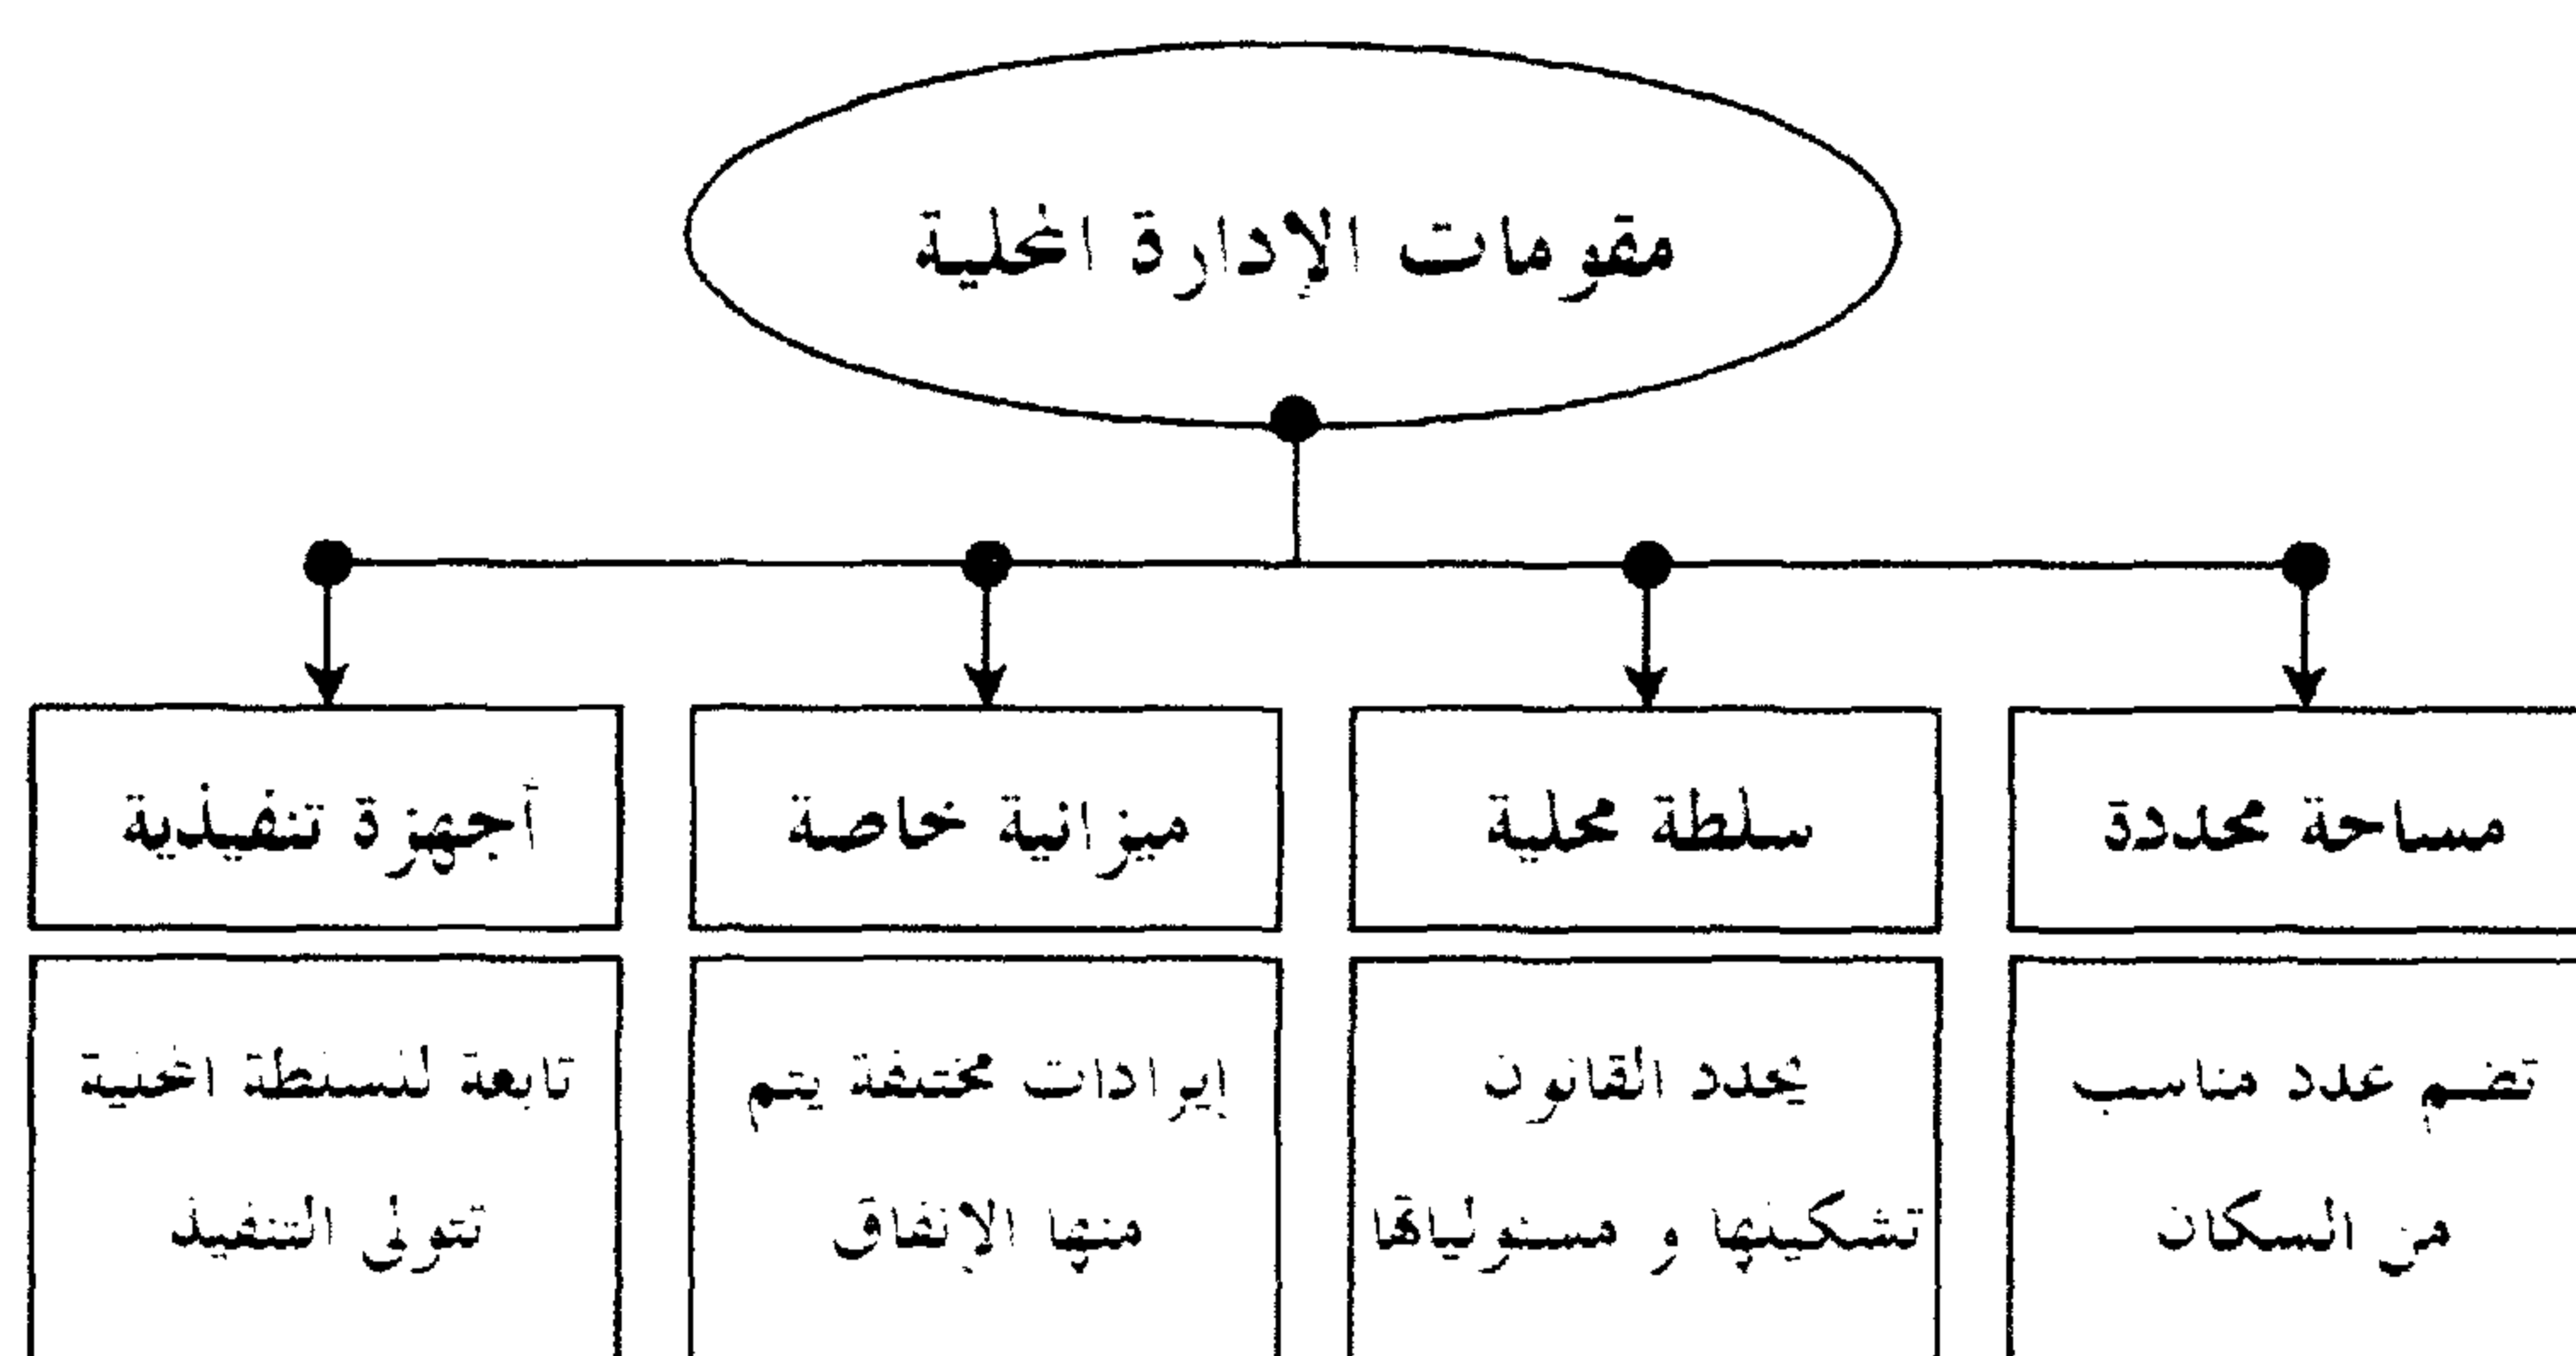 مقومات الإدارة المحلية
مساحة محددة
سلطة محلية
ميزانية خاصة
أجهزة تنفيذية
تضم عدد مناسب
من السكان
يحدد القانون
تشكيلها و مسئولياتها
إيرادات مختلفة يتم
منها الإنفاق
تابعة للسلطة المحلية
تتولى التنفيذ